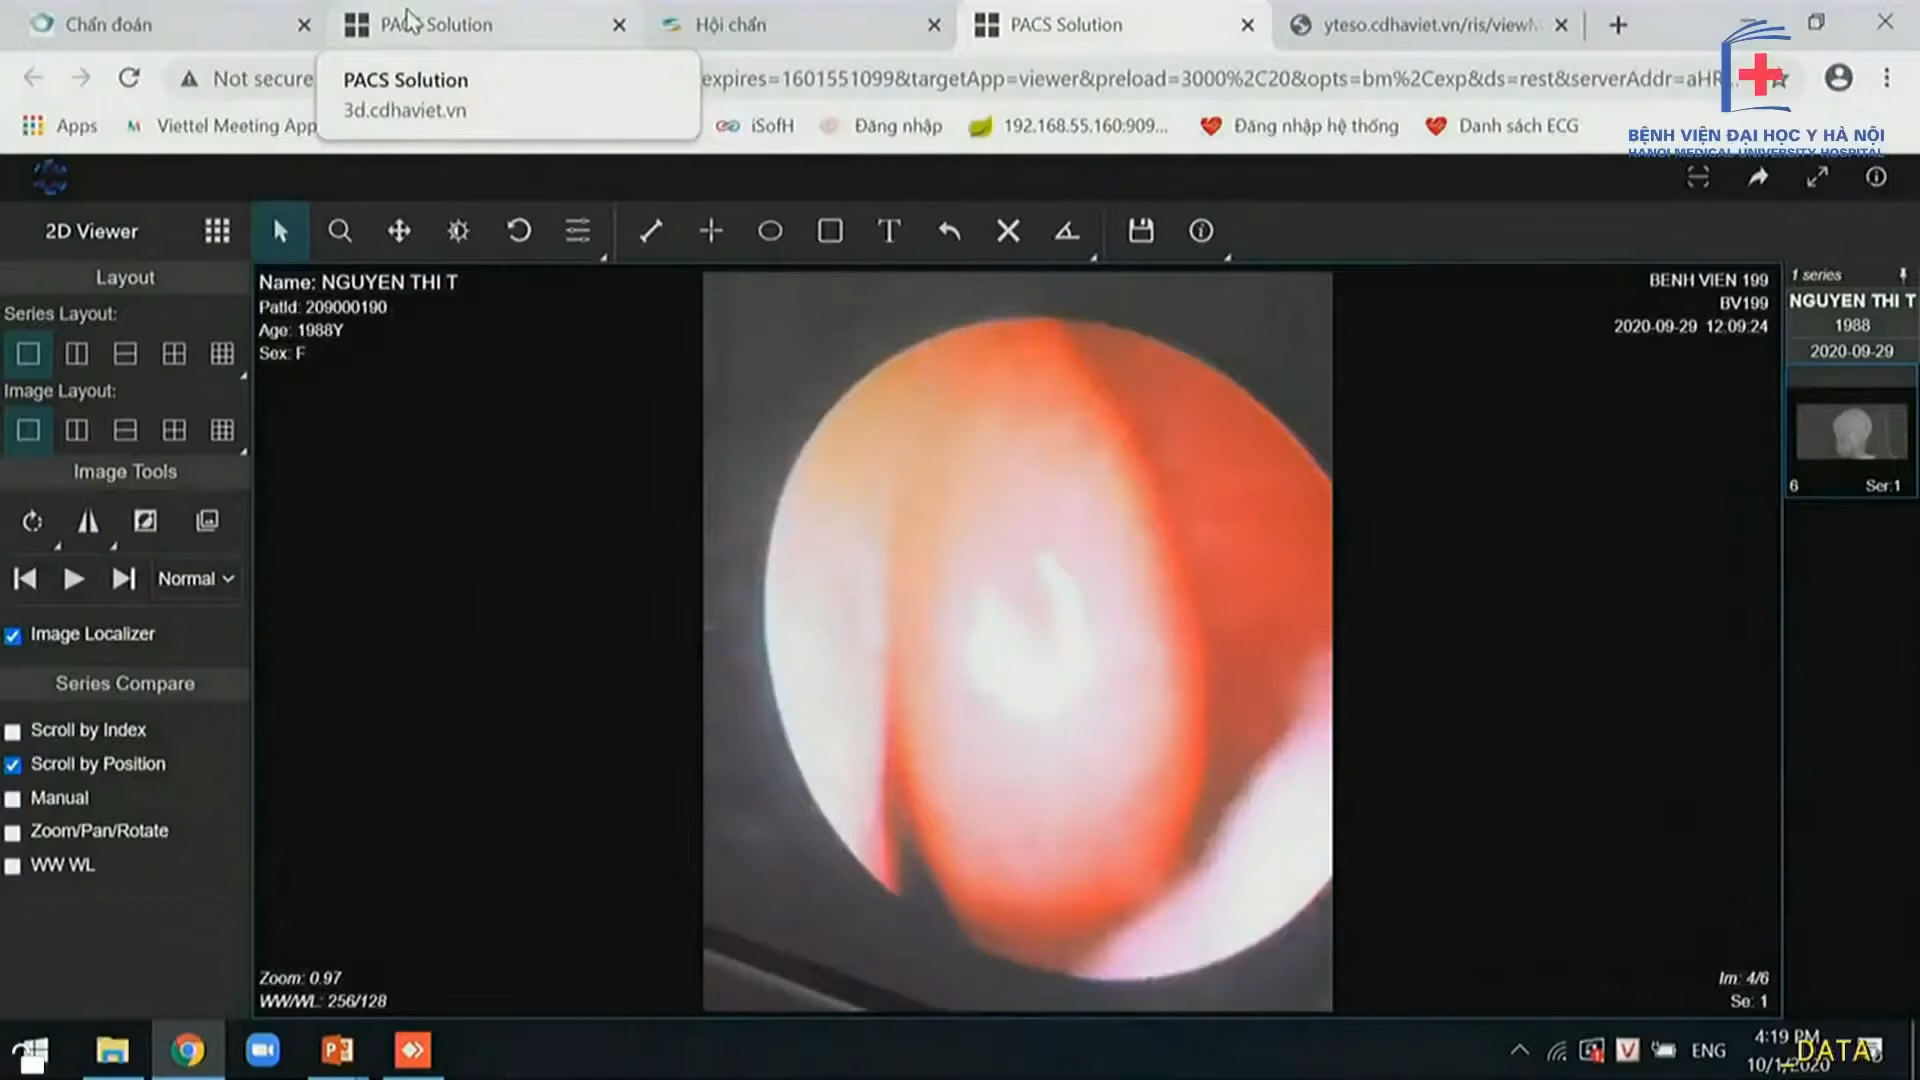 Chẩn đoán
PACS Solution
Hội chẩn
PACS Solution
yteso.cdhaviet.vn/ris/view
Not secure
expires=1601551099&targetApp=viewer&preload=3000%2C20&opts=bm%2Cexp&ds=rest&serverAddr=aHR
PACS Solution
3d.cdhaviet.vn
Apps
Viettel Meeting App
iSofH
Đăng nhập
192.168.55.160:909...
Đăng nhập hệ thống
Danh sách ECG
BỆNH VIỆN ĐẠI HỌC Y HÀ NỘI
HANOI MEDICAL UNIVERSITY HOSPITAL
2D Viewer
Layout
Series Layout:
Image Layout:
Image Tools
Normal
Image Localizer
Series Compare
Scroll by Index
Scroll by Position
Manual
Zoom/Pan/Rotate
WW WL
Name: NGUYEN THI T
PatId: 209000190
Age: 1988Y
Sex: F
BENH VIEN 199
BV199
2020-09-29 12:09:24
Zoom: 0.97
WW/WL: 256/128
Im: 4/6
Se: 1
1 series
NGUYEN THI T
1988
2020-09-29
6
Ser:1
ENG
4:19 PM
10/1/2020
_DATA